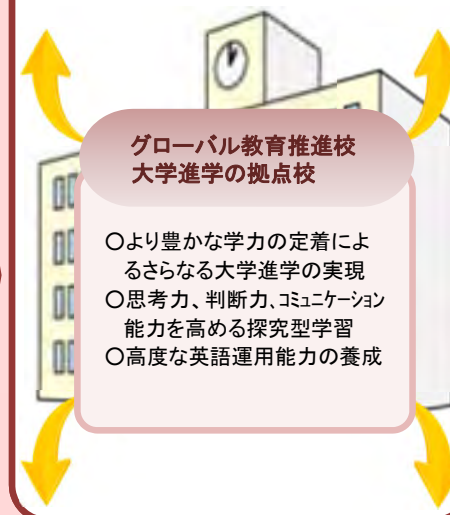 グローバル教育推進校
大学進学の拠点校
○より豊かな学力の定着によ
るさらなる大学進学の実現
○思考力、判断力、ｺﾐｭﾆｹｰｼｮﾝ
能力を高める探究型学習
○高度な英語運用能力の養成